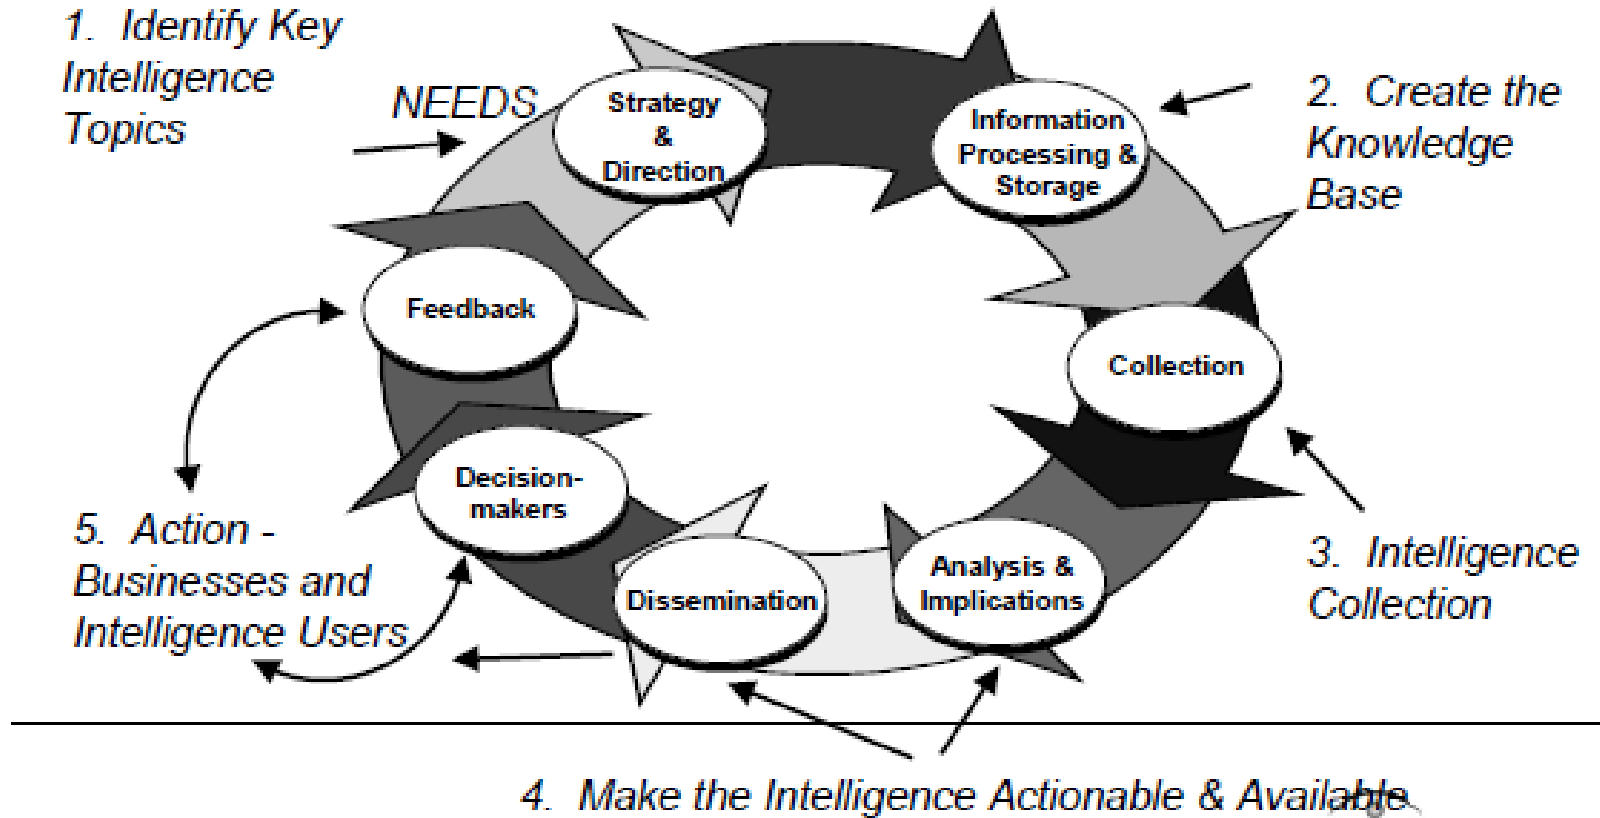 1. Identify Key
Intelligence
Topics
NEEDS
Strategy
&
Direction
Information
Processing &
Storage
2. Create the
Knowledge
Base
Feedback
Collection
Decision-
makers
Dissemination
Analysis &
Implications
3. Intelligence
Collection
5. Action -
Businesses and
Intelligence Users
4. Make the Intelligence Actionable & Available